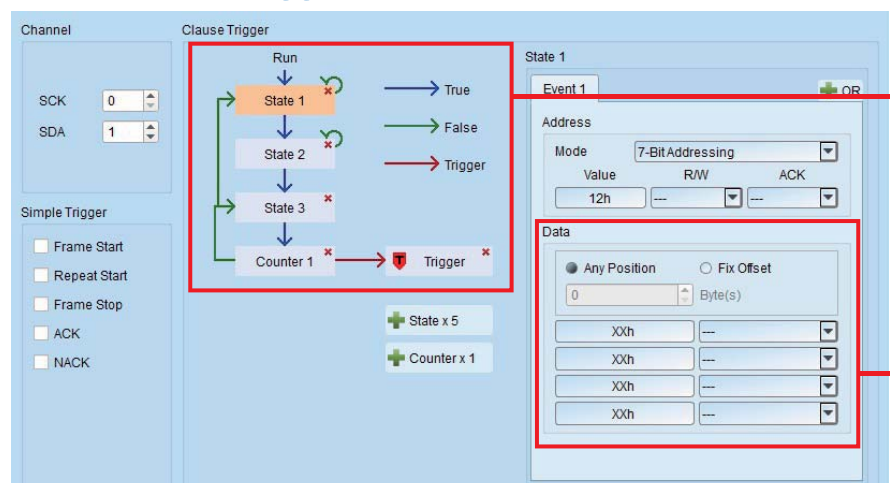 Channel
SCK 0
SDA 1
Simple Trigger
Frame Start
Repeat Start
Frame Stop
ACK
NACK
Clause Trigger
Run
State 1
State 2
State 3
Counter 1
Trigger
True
False
Trigger
State x 5
Counter x 1
State 1
Event 1
OR
Address
Mode 7-Bit Addressing
Value R/W ACK
12h --- ---
Data
Any Position Fix Offset
0 Byte(s)
XXh ---
XXh ---
XXh ---
XXh ---